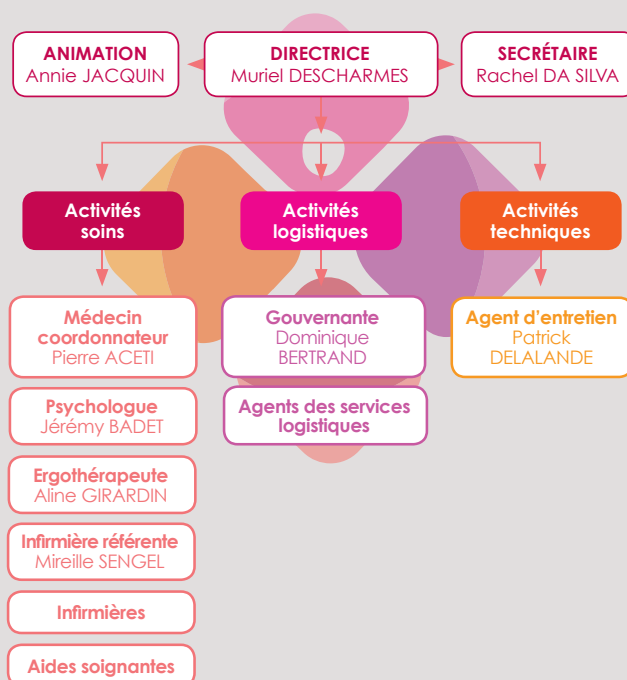 ANIMATION
Annie JACQUIN
DIRECTRICE
Muriel DESCHARMES
SECRÉTAIRE
Rachel DA SILVA
Activités
soins
Activités
logistiques
Activités
techniques
Médecin
coordonnateur
Pierre ACETI
Psychologue
Jérémy BADET
Ergothérapeute
Aline GIRARDIN
Infirmière référente
Mireille SENGEL
Infirmières
Aides soignantes
Gouvernante
Dominique
BERTRAND
Agents des services
logistiques
Agent d'entretien
Patrick
DELALANDE